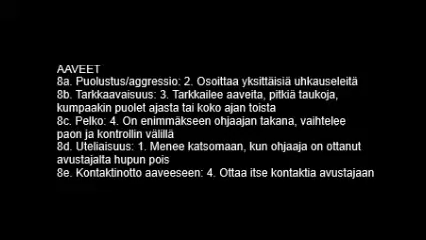 AAVEET
8a. Puolustus/aggressio: 2. Osoittaa yksittäisiä uhkauseleitä
8b. Tarkkaavaisuus: 3. Tarkkailee aaveita, pitkiä taukoja,
kumpaakin puolet ajasta tai koko ajan toista
8c. Pelko: 4. On enimmäkseen ohjaajan takana, vaihtelee
paon ja kontrollin välillä
8d. Uteliaisuus: 1. Menee katsomaan, kun ohjaaja on ottanut
avustajalta hupun pois
8e. Kontaktinotto aaveeseen: 4. Ottaa itse kontaktia avustajaan